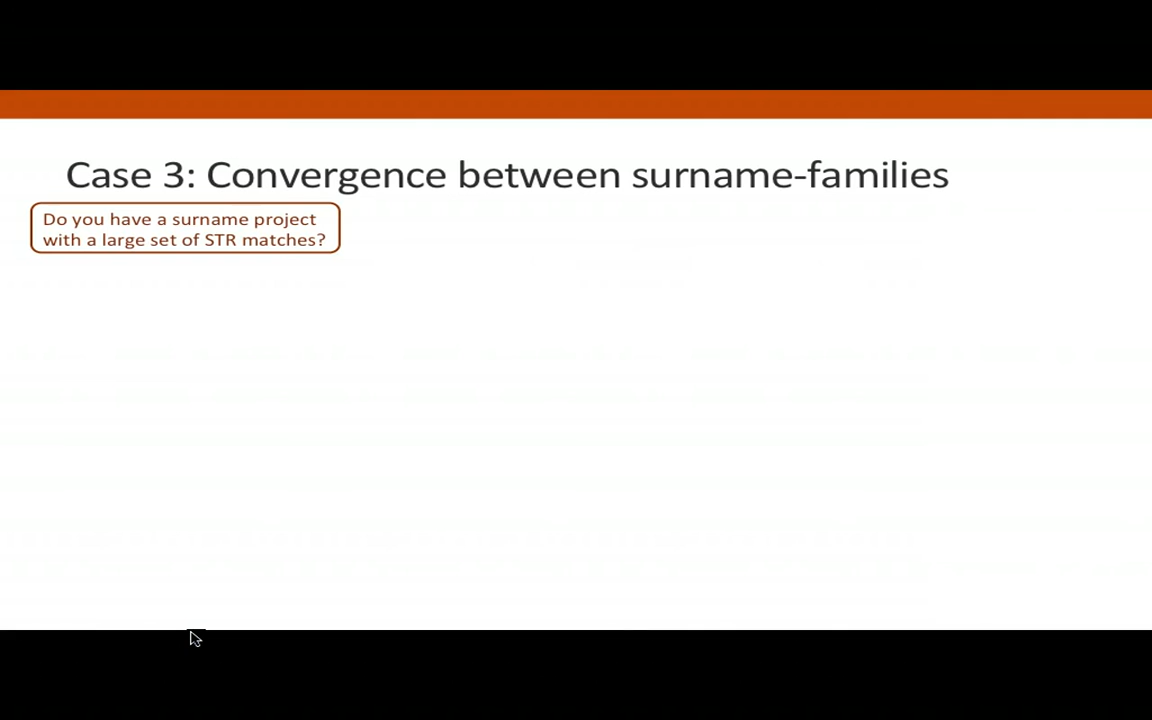 Case 3: Convergence between surname-families
Do you have a surname project
with a large set of STR matches?